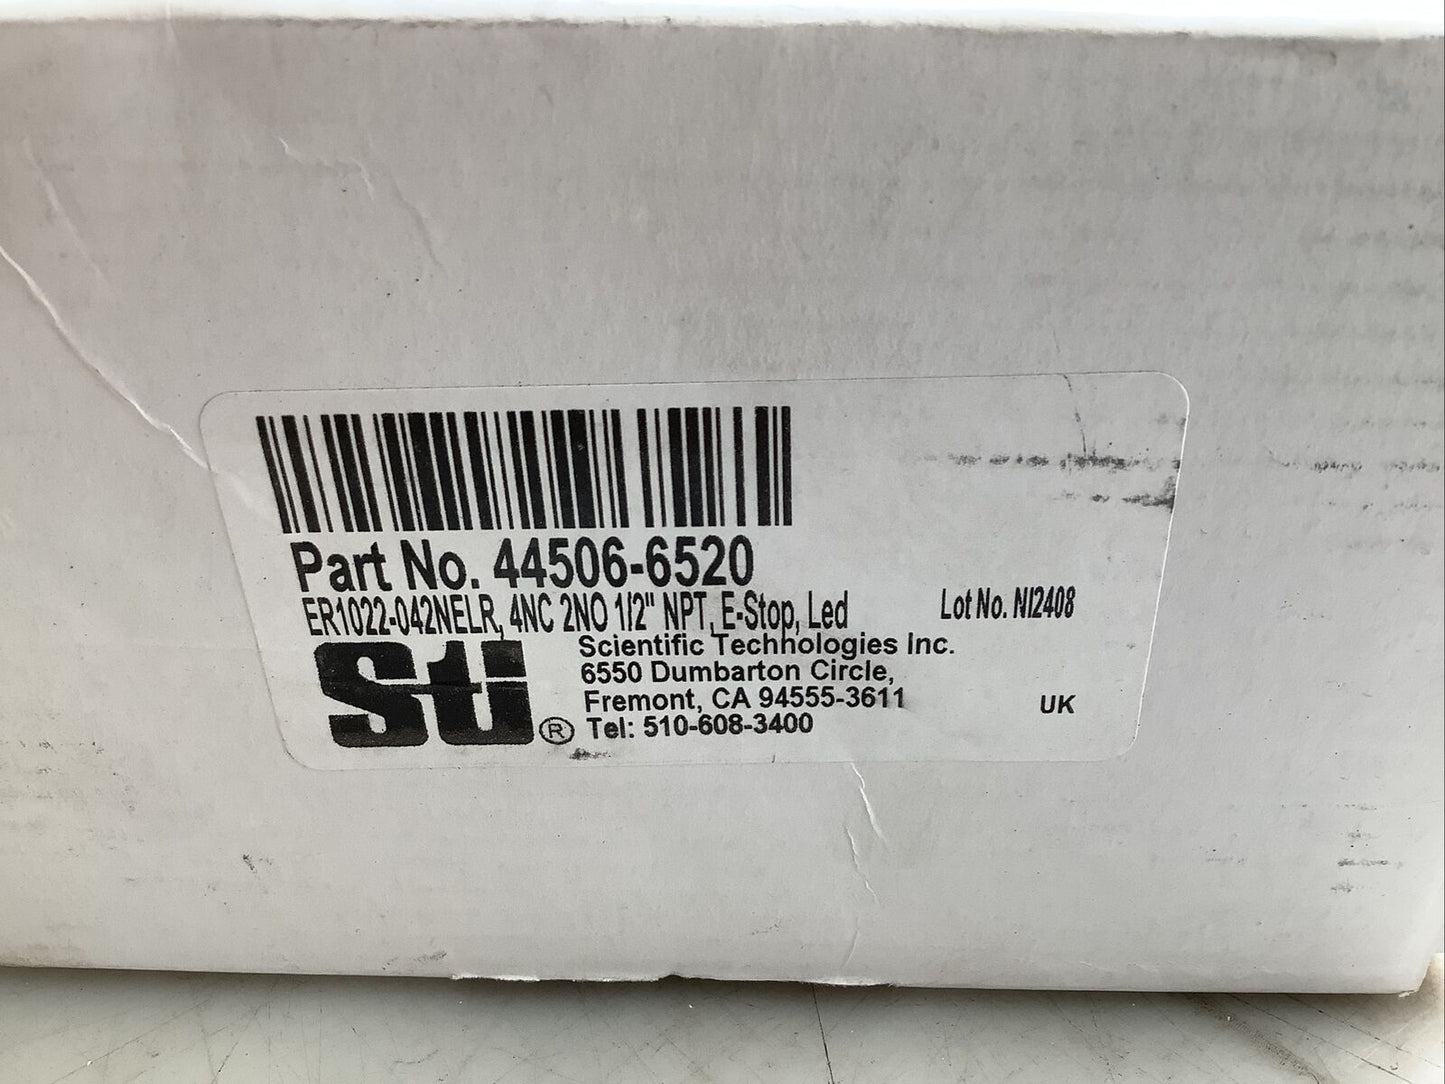 Part No. 44506-6520
ER1022-042NELR, 4NC 2NO 1/2" NPT, E-Stop, Led
Lot No. NI2408
Sti®
Scientific Technologies Inc.
6550 Dumbarton Circle,
Fremont, CA 94555-3611
Tel: 510-608-3400
UK